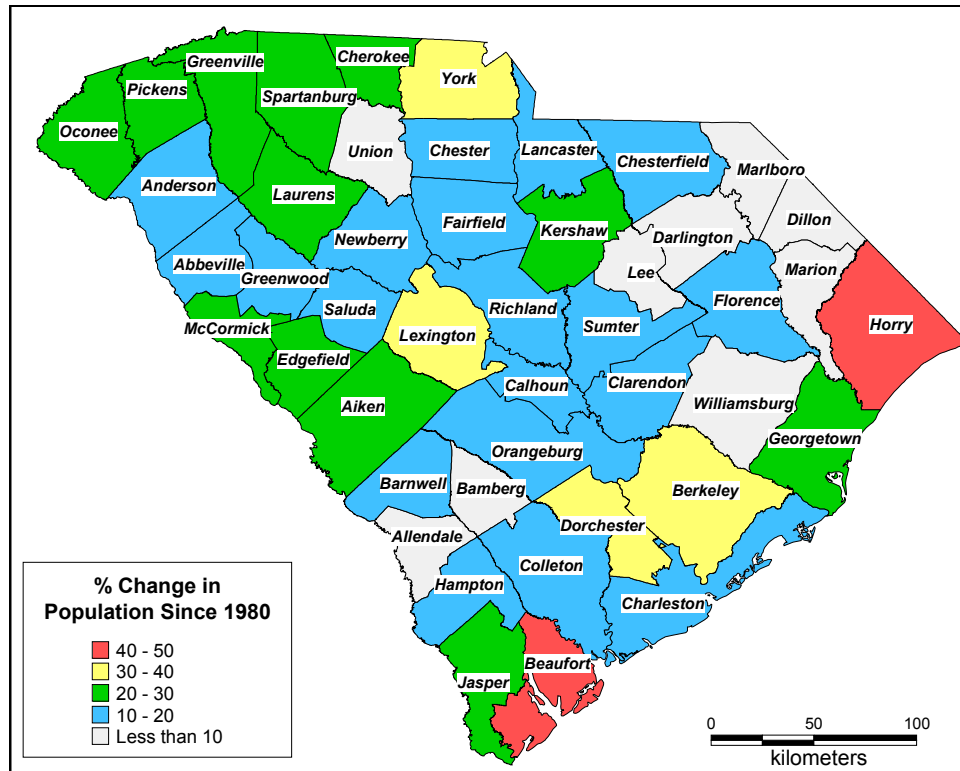 Cherokee
Greenville
York
Pickens
Spartanburg
Oconee
Union
Chester
Lancaster
Chesterfield
Marlboro
Anderson
Laurens
Dillon
Fairfield
Kershaw
Newberry
Darlington
Abbeville
Lee
Marion
Greenwood
Florence
Saluda
Richland
McCormick
Lexington
Sumter
Horry
Edgefield
Calhoun
Clarendon
Aiken
Williamsburg
Georgetown
Orangeburg
Barnwell
Bamberg
Berkeley
Dorchester
Allendale
Colleton
Hampton
Charleston
Beaufort
Jasper
% Change in
Population Since 1980
40 - 50
30 - 40
20 - 30
10 - 20
Less than 10
0 50 100
kilometers